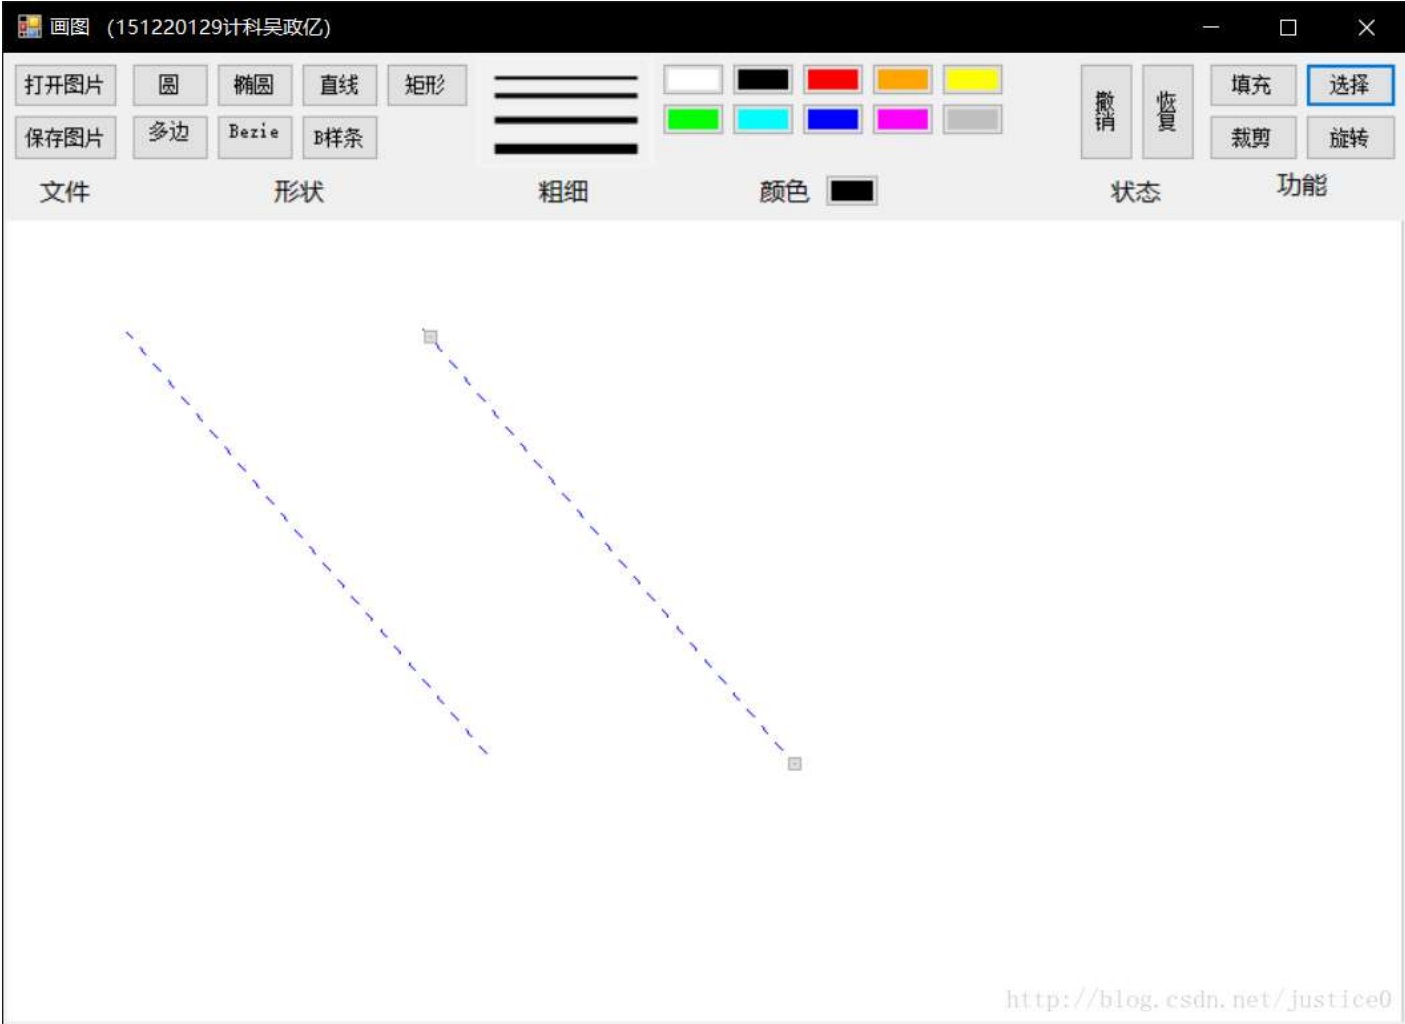 画图 (151220129计科吴政亿)
打开图片 圆 椭圆 直线 矩形 撤销 恢复 填充 选择
保存图片 多边 Bezie B样条 裁剪 旋转
文件 形状 粗细 颜色 状态 功能
http://blog.csdn.net/justice0